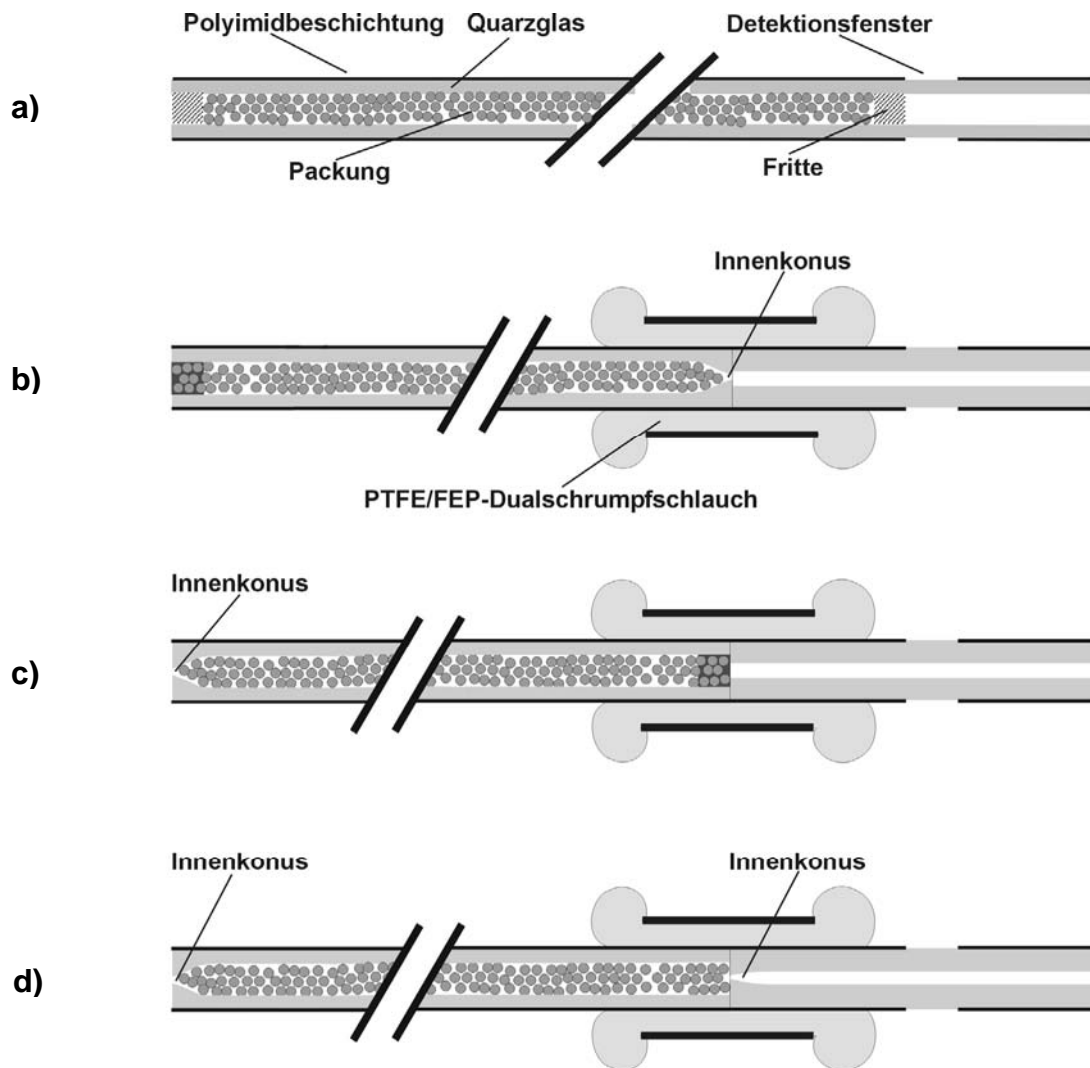 Polyimidbeschichtung Quarzglas Detektionsfenster
a)
Packung Fritte
Innenkonus
b)
PTFE/FEP-Dualschrumpfschlauch
Innenkonus
c)
Innenkonus Innenkonus
d)